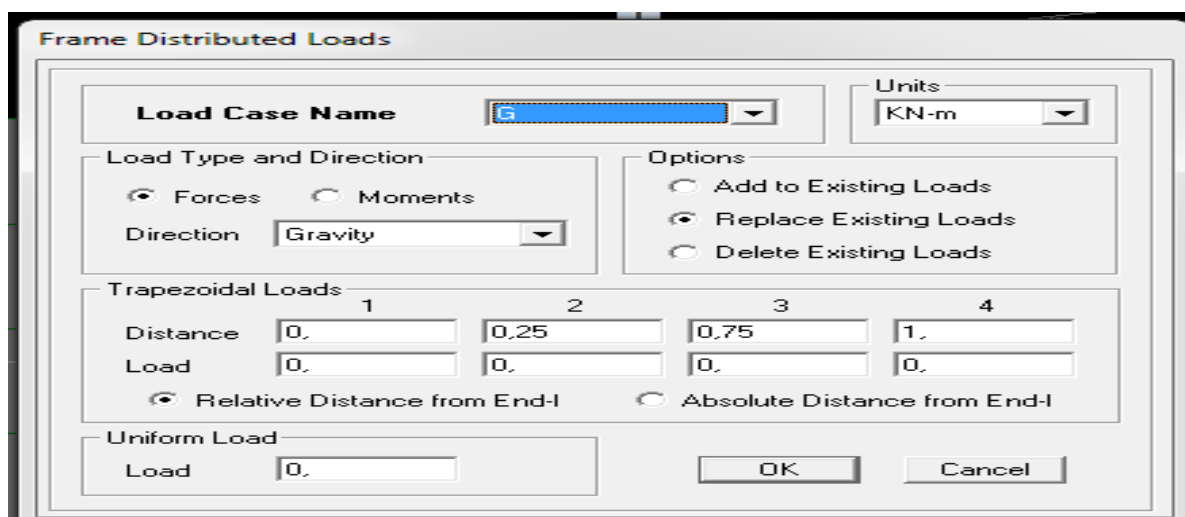 Frame Distributed Loads
Units
Load Case Name G KN-m
Load Type and Direction Options
Forces Moments Add to Existing Loads
Replace Existing Loads
Direction Gravity
Delete Existing Loads
Trapezoidal Loads
1 2 3 4
Distance 0, 0,25 0,75 1,
Load 0, 0, 0, 0,
Relative Distance from End-I Absolute Distance from End-I
Uniform Load
Load 0, OK Cancel